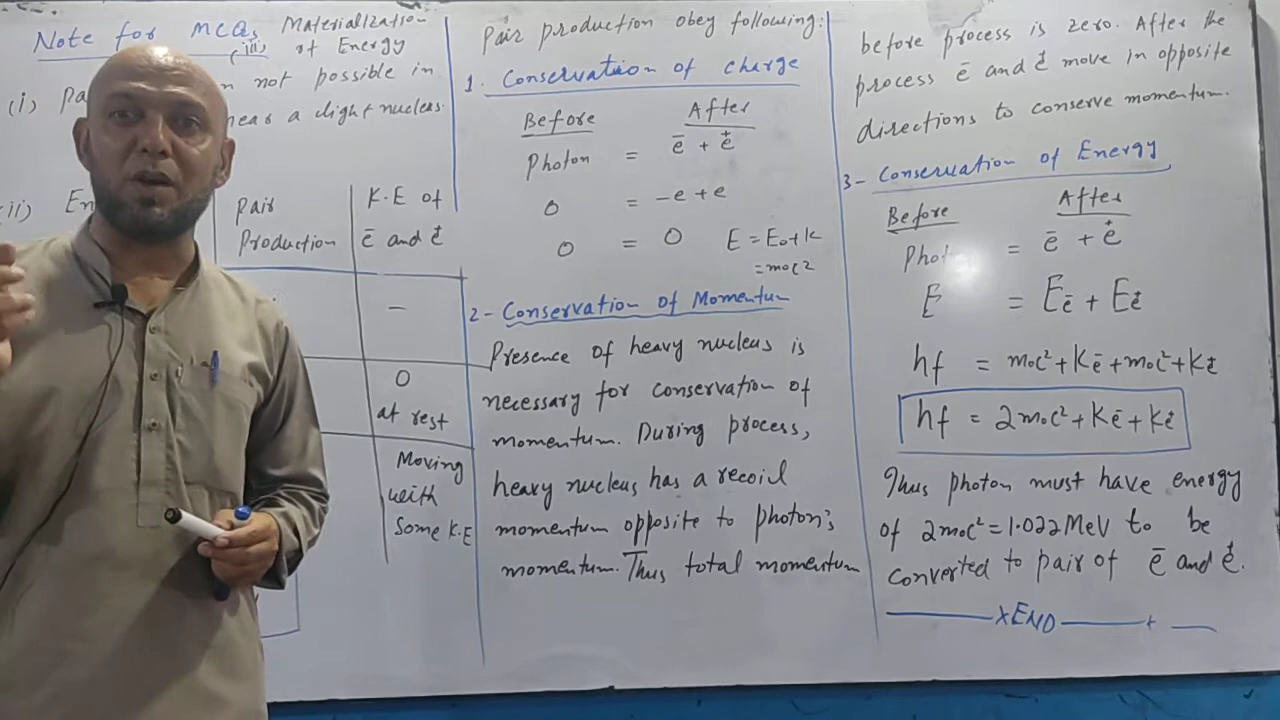 Note for MCQs Materialization
(iii) of Energy
(i) Pa n not possible in
near a light nucleus.
(ii) En
Pair K.E of
Production e⁻ and e⁺
—
0
at rest
Moving
with
Some K.E
Pair production obey following:
1. Conservation of charge
Before After
Photon = e⁻ + e⁺
0 = -e + e
0 = 0 E = E₀ + K
= m₀c²
2- Conservation of Momentum
Presence of heavy nucleus is
necessary for conservation of
momentum. During process,
heavy nucleus has a recoil
momentum opposite to photon's
momentum. Thus total momentum
before process is zero. After the
process e⁻ and e⁺ move in opposite
directions to conserve momentum.
3- Conservation of Energy
Before After
Phot = e⁻ + e⁺
E = Ee⁻ + Ee⁺
hf = m₀c² + Ke⁻ + m₀c² + Ke⁺
hf = 2m₀c² + Ke⁻ + Ke⁺
Thus photon must have energy
of 2m₀c² = 1.022 MeV to be
converted to pair of e⁻ and e⁺.
x END +